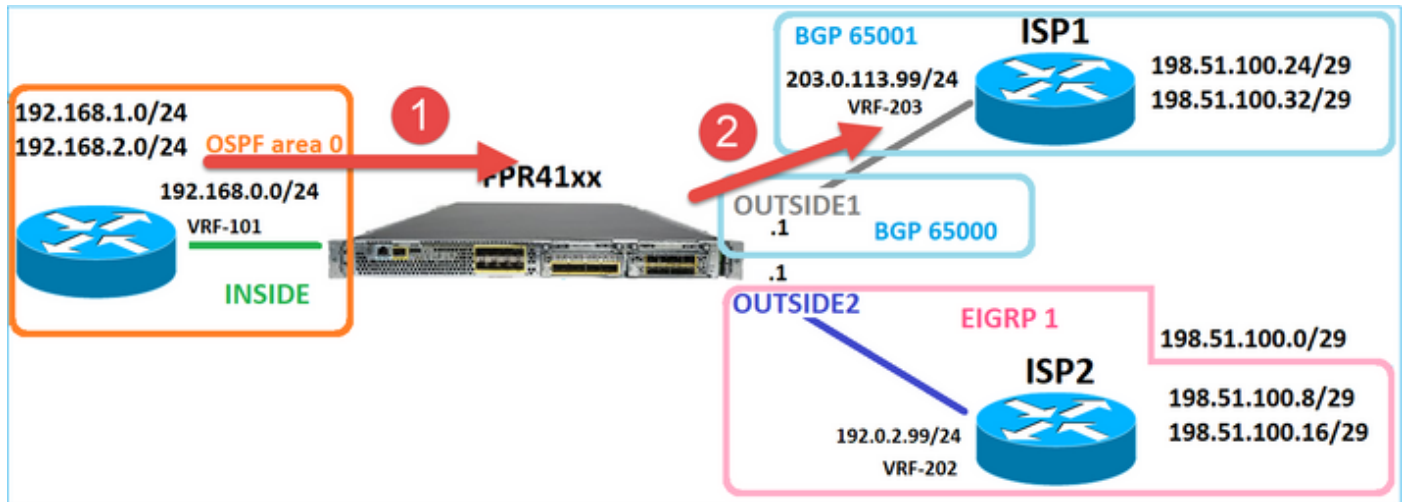 192.168.1.0/24
192.168.2.0/24
OSPF area 0
192.168.0.0/24
VRF-101
INSIDE
1
FPR41xx
2
BGP 65001
ISP1
203.0.113.99/24
VRF-203
198.51.100.24/29
198.51.100.32/29
OUTSIDE1
.1
BGP 65000
.1
OUTSIDE2
EIGRP 1
198.51.100.0/29
ISP2
198.51.100.8/29
198.51.100.16/29
192.0.2.99/24
VRF-202